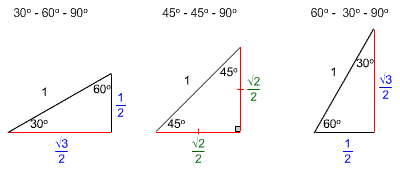 30º - 60º - 90º
1
60º
30º
1/2
√3/2
45º - 45º - 90º
1
45º
45º
√2/2
√2/2
60º - 30º - 90º
1
30º
60º
√3/2
1/2